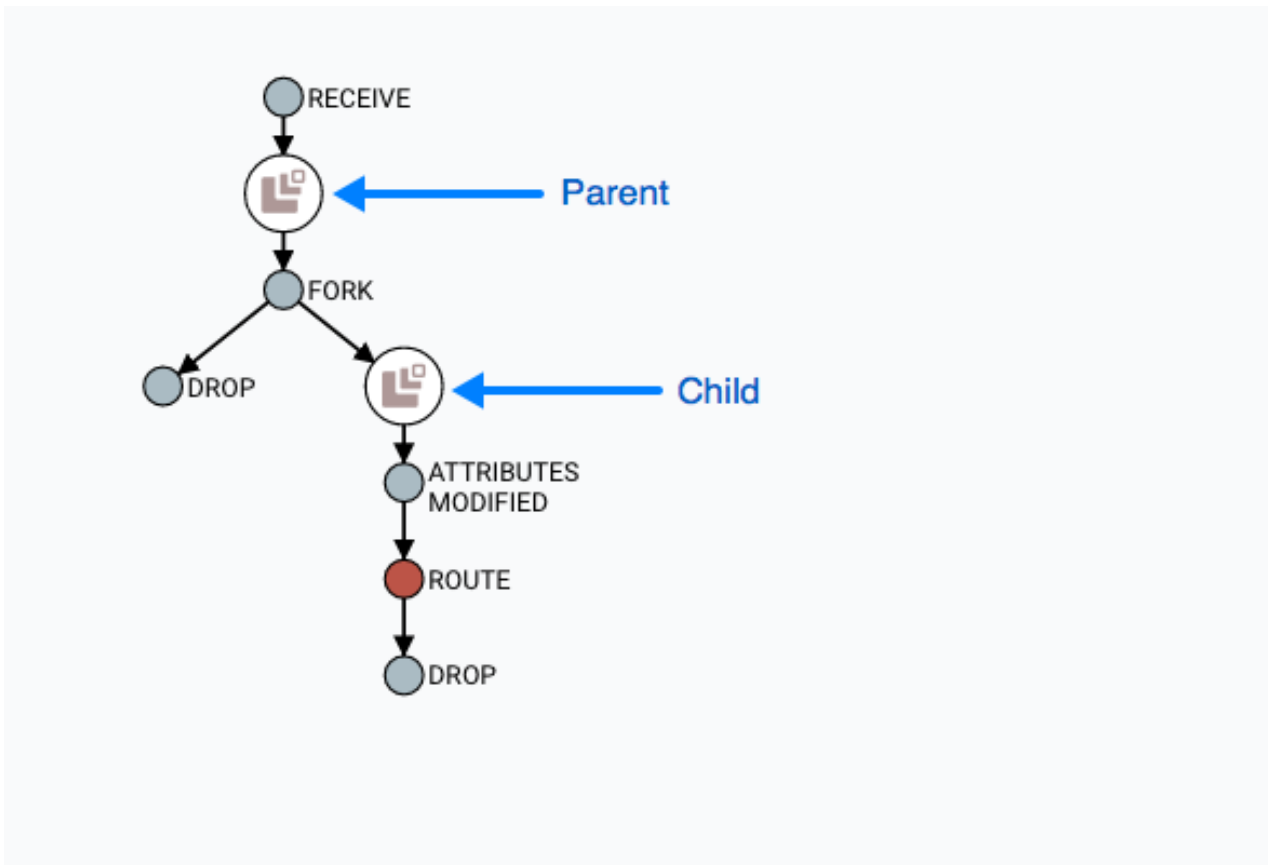 RECEIVE
Parent
FORK
DROP
Child
ATTRIBUTES
MODIFIED
ROUTE
DROP